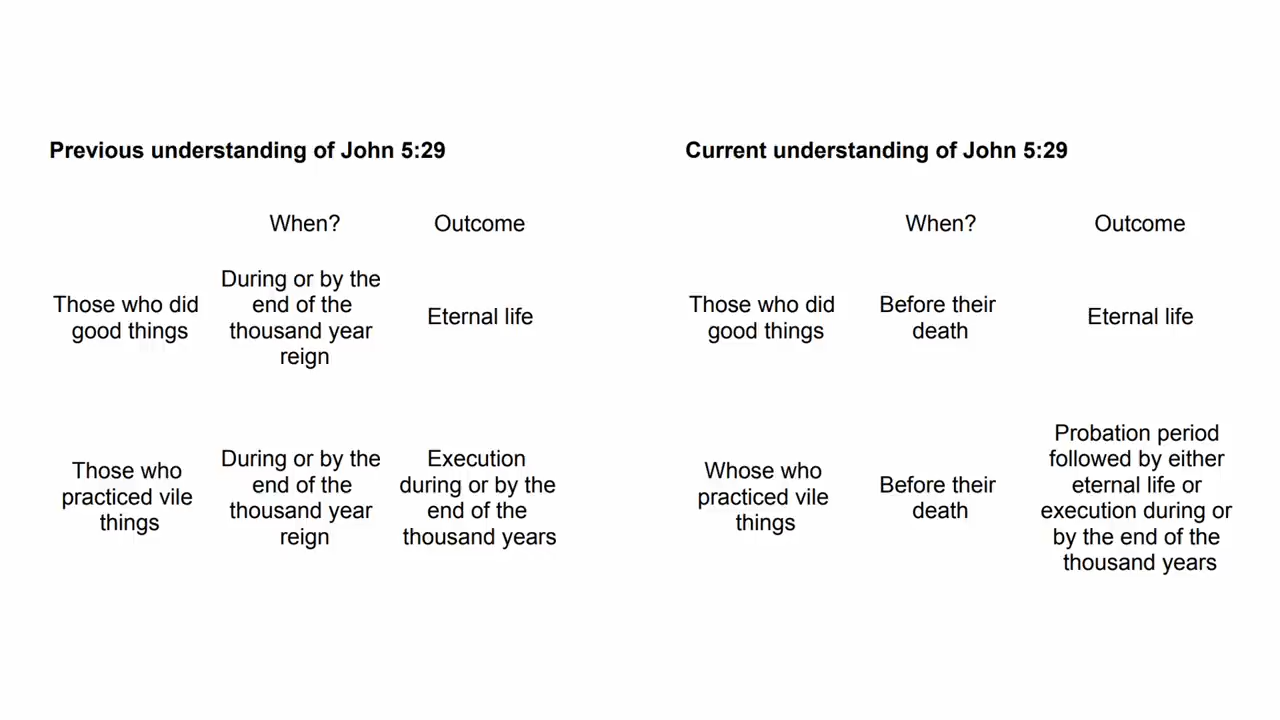 Previous understanding of John 5:29
When? Outcome
Those who did
good things
During or by the
end of the
thousand year
reign
Eternal life
Those who
practiced vile
things
During or by the
end of the
thousand year
reign
Execution
during or by the
end of the
thousand years
Current understanding of John 5:29
When? Outcome
Those who did
good things
Before their
death
Eternal life
Whose who
practiced vile
things
Before their
death
Probation period
followed by either
eternal life or
execution during or
by the end of the
thousand years